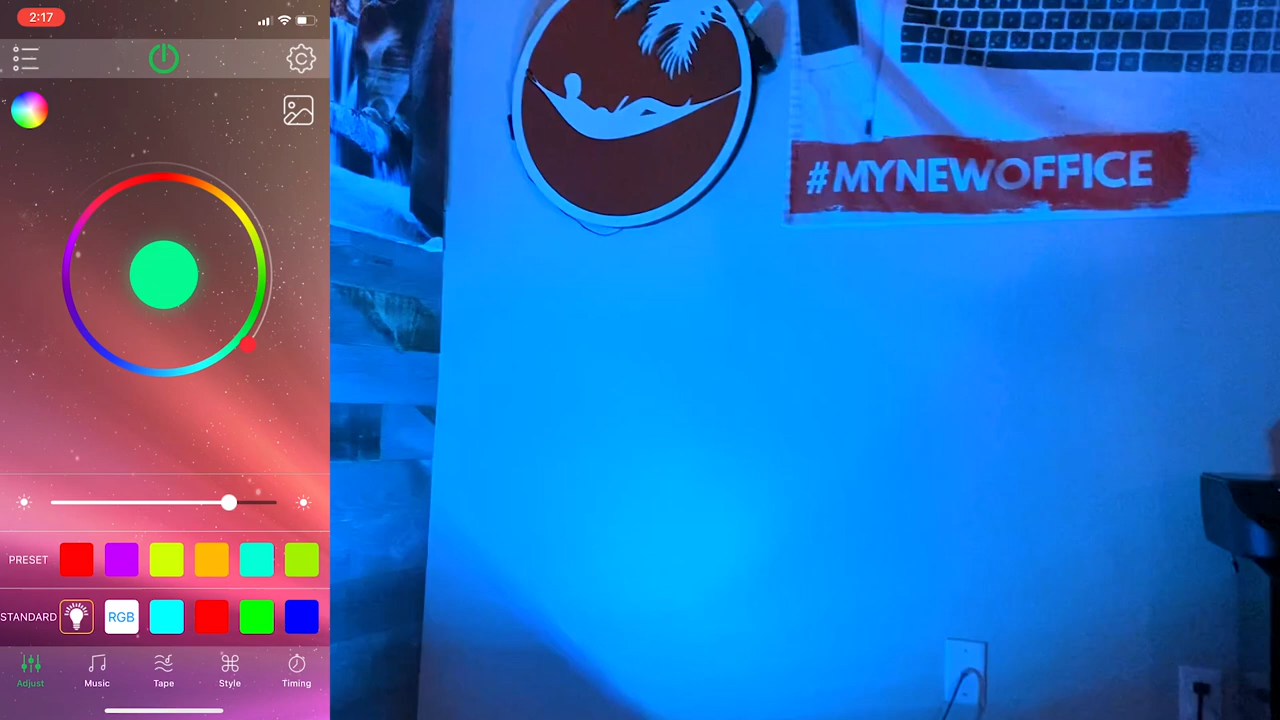 2:17
#MYNEWOFFICE
PRESET
STANDARD
RGB
Adjust
Music
Tape
Style
Timing